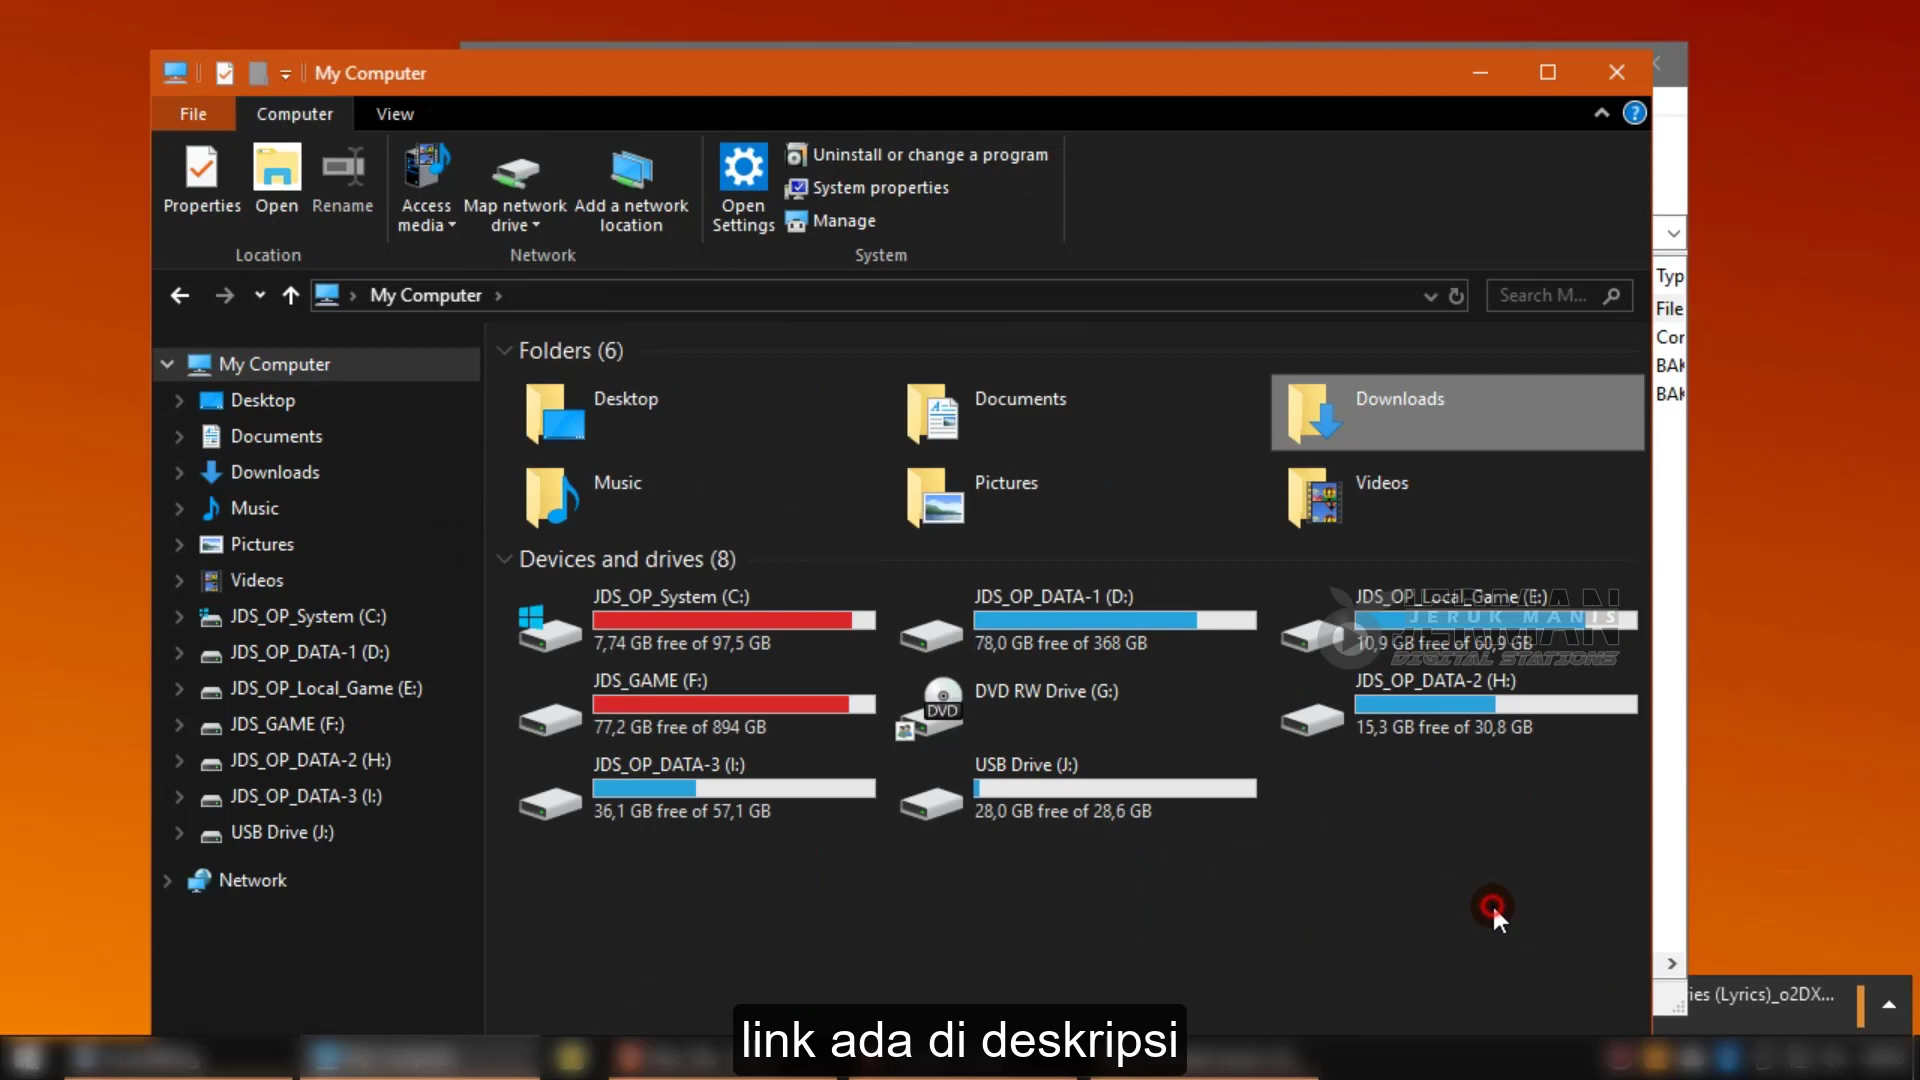 My Computer
File
Computer
View
Properties
Open
Rename
Access
media
Map network
drive
Add a network
location
Open
Settings
Uninstall or change a program
System properties
Manage
Location
Network
System
My Computer
Search M...
Typ
File
Cor
BAK
BAK
My Computer
Desktop
Documents
Downloads
Music
Pictures
Videos
JDS_OP_System (C:)
JDS_OP_DATA-1 (D:)
JDS_OP_Local_Game (E:)
JDS_GAME (F:)
JDS_OP_DATA-2 (H:)
JDS_OP_DATA-3 (I:)
USB Drive (J:)
Network
Folders (6)
Desktop
Documents
Downloads
Music
Pictures
Videos
Devices and drives (8)
JDS_OP_System (C:)
7,74 GB free of 97,5 GB
JDS_OP_DATA-1 (D:)
78,0 GB free of 368 GB
JDS_OP_Local_Game (E:)
10,9 GB free of 60,9 GB
JERUK MANIS
DIGITAL STATIONS
JDS_GAME (F:)
77,2 GB free of 894 GB
DVD
DVD RW Drive (G:)
JDS_OP_DATA-2 (H:)
15,3 GB free of 30,8 GB
JDS_OP_DATA-3 (I:)
36,1 GB free of 57,1 GB
USB Drive (J:)
28,0 GB free of 28,6 GB
ies (Lyrics)_o2DX...
link ada di deskripsi